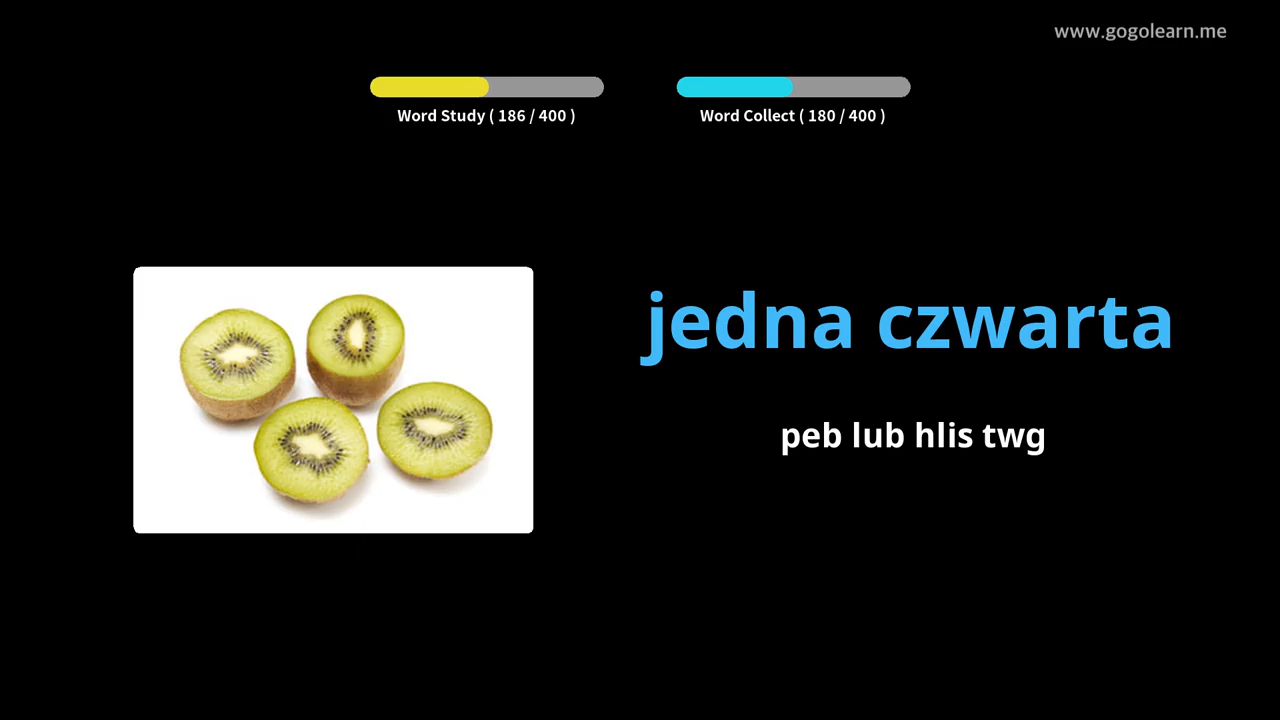 www.gogolearn.me
Word Study ( 186 / 400 )
Word Collect ( 180 / 400 )
jedna czwarta
peb lub hlis twg